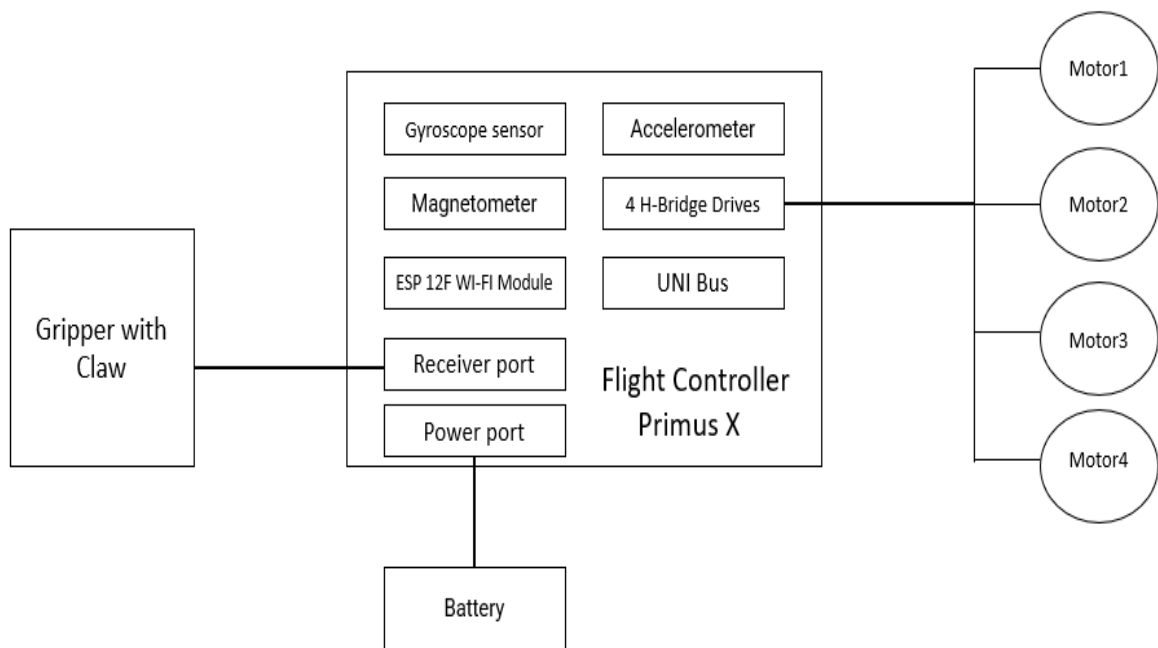 Motor1
Gyroscope sensor
Accelerometer
Magnetometer
4 H-Bridge Drives
Motor2
ESP 12F WI-FI Module
UNI Bus
Gripper with
Claw
Receiver port
Flight Controller
Primus X
Motor3
Power port
Motor4
Battery